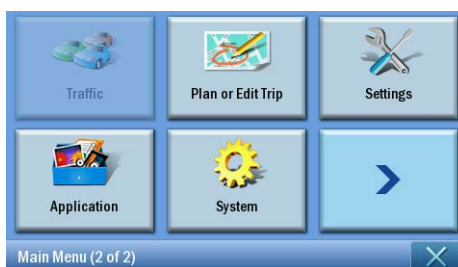 Traffic
Plan or Edit Trip
Settings
Application
System
Main Menu (2 of 2)